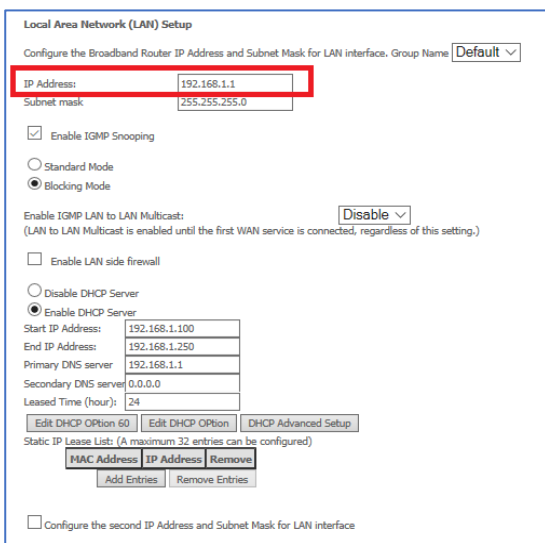 Local Area Network (LAN) Setup
Configure the Broadband Router IP Address and Subnet Mask for LAN interface. Group Name Default
IP Address: 192.168.1.1
Subnet mask 255.255.255.0
Enable IGMP Snooping
Standard Mode
Blocking Mode
Enable IGMP LAN to LAN Multicast: Disable
(LAN to LAN Multicast is enabled until the first WAN service is connected, regardless of this setting.)
Enable LAN side firewall
Disable DHCP Server
Enable DHCP Server
Start IP Address: 192.168.1.100
End IP Address: 192.168.1.250
Primary DNS server 192.168.1.1
Secondary DNS server 0.0.0.0
Leased Time (hour): 24
Edit DHCP OPtion 60 Edit DHCP OPtion DHCP Advanced Setup
Static IP Lease List: (A maximum 32 entries can be configured)
MAC Address IP Address Remove
Add Entries Remove Entries
Configure the second IP Address and Subnet Mask for LAN interface